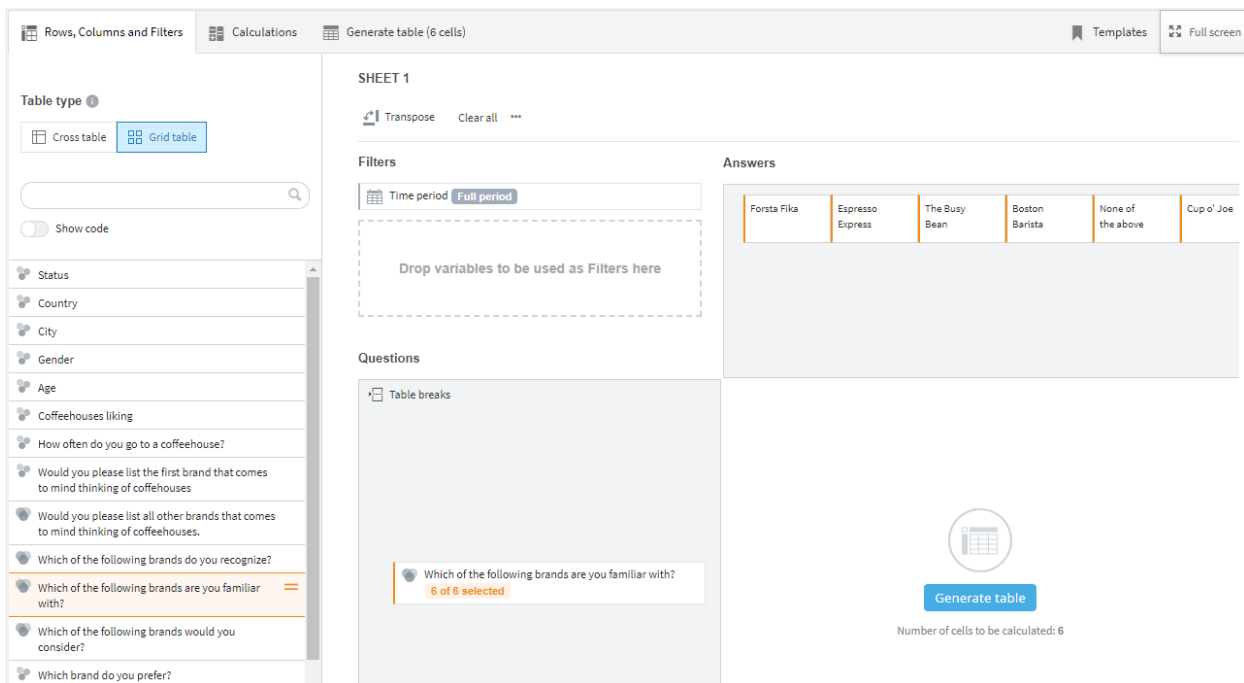 Rows, Columns and Filters
Calculations
Generate table (6 cells)
Templates
Full screen
Table type
Cross table
Grid table
Show code
Status
Country
City
Gender
Age
Coffeehouses liking
How often do you go to a coffeehouse?
Would you please list the first brand that comes
to mind thinking of coffehouses
Would you please list all other brands that comes
to mind thinking of coffeehouses.
Which of the following brands do you recognize?
Which of the following brands are you familiar
with?
Which of the following brands would you
consider?
Which brand do you prefer?
SHEET 1
Transpose
Clear all
Filters
Time period Full period
Drop variables to be used as Filters here
Questions
Table breaks
Which of the following brands are you familiar with?
6 of 6 selected
Answers
Forsta Fika
Espresso
Express
The Busy
Bean
Boston
Barista
None of
the above
Cup o' Joe
Generate table
Number of cells to be calculated: 6